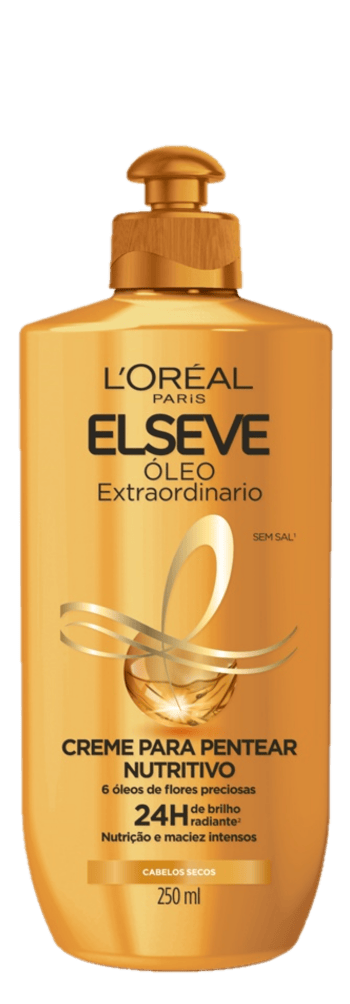 L'ORÉAL
PARIS
ELSEVE
ÓLEO
Extraordinario
SEM SAL¹
CREME PARA PENTEAR
NUTRITIVO
6 óleos de flores preciosas
24H de brilho radiante²
Nutrição e maciez intensos
CABELOS SECOS
250 ml